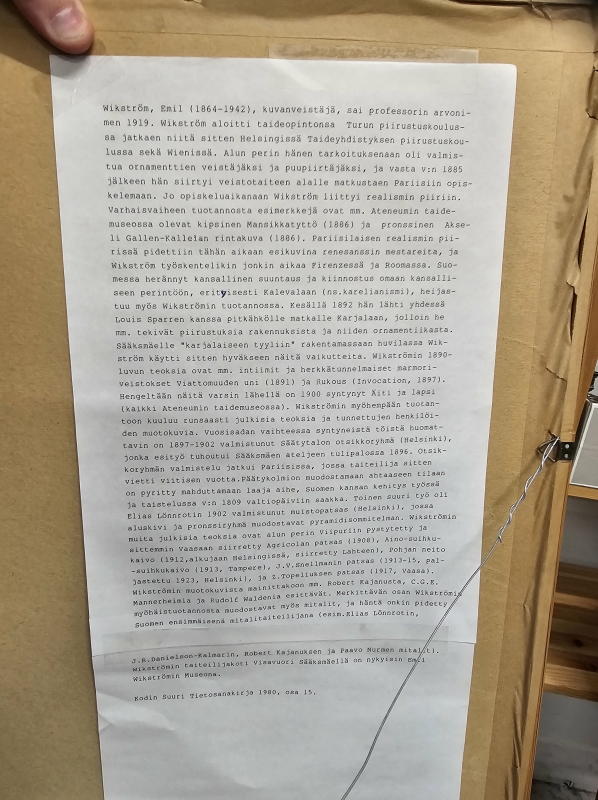 Wikström, Emil (1864-1942), kuvanveistäjä, sai professorin arvoni-
men 1919. Wikström aloitti taideopintonsa Turun piirustuskoulus-
sa jatkaen niitä sitten Helsingissä Taideyhdistyksen piirustuskou-
lussa sekä Wienissä. Alun perin hänen tarkoituksenaan oli valmis-
tua ornamenttien veistäjäksi ja puupiirtäjäksi, ja vasta v:n 1885
jälkeen hän siirtyi veistotaiteen alalle matkustaen Pariisiin opis-
kelemaan. Jo opiskeluaikanaan Wikström liittyi realismin piiriin.
Varhaisvaiheen tuotannosta esimerkkejä ovat mm. Ateneumin taide-
museossa olevat kipsinen Mansikkatyttö (1886) ja pronssinen Akse-
li Gallen-Kallelan rintakuva (1886). Pariisilaisen realismin pii-
rissä pidettiin tähän aikaan esikuvina renesanssin mestareita, ja
Wikström työskentelikin jonkin aikaa Firenzessä ja Roomassa. Suo-
messa herännyt kansallinen suuntaus ja kiinnostus omaan kansalli-
seen perintöön, erityisesti Kalevalaan (ns.karelianismi), heijas-
tuu myös Wikströmin tuotannossa. Kesällä 1892 hän lähti yhdessä
Louis Sparren kanssa pitkähkölle matkalle Karjalaan, jolloin he
mm. tekivät piirustuksia rakennuksista ja niiden ornamentiikasta.
Sääksmäelle "karjalaiseen tyyliin" rakentamassaan huvilassa Wik-
ström käytti sitten hyväkseen näitä vaikutteita. Wikströmin 1890-
luvun teoksia ovat mm. intiimit ja herkkätunnelmaiset marmori-
veistokset Viattomuuden uni (1891) ja Rukous (Invocation, 1897).
Hengeltään näitä varsin lähellä on 1900 syntynyt Äiti ja lapsi
(kaikki Ateneumin taidemuseossa). Wikströmin myöhempään tuotan-
toon kuuluu runsaasti julkisia teoksia ja tunnettujen henkilöi-
den muotokuvia. Vuosisadan vaihteessa syntyneistä töistä huomat-
tavin on 1897-1902 valmistunut Säätytalon otsikkoryhmä (Helsinki),
jonka esityö tuhoutui Sääksmäen ateljeen tulipalossa 1896. Otsik-
koryhmän valmistelu jatkui Pariisissa, jossa taiteilija sitten
vietti viitisen vuotta.Päätykolmion muodostamaan ahtaaseen tilaan
on pyritty mahduttamaan laaja aihe, Suomen kansan kehitys työssä
ja taistelussa v:n 1809 valtiopäiviin saakka. Toinen suuri työ oli
Elias Lönnrotin 1902 valmistunut muistopatsas (Helsinki), jossa
aluskivi ja pronssiryhmä muodostavat pyramidisommitelman. Wikströmin
muita julkisia teoksia ovat alun perin Viipuriin pystytetty ja
sittemmin Vaasaan siirretty Agricolan patsas (1908), Aino-suihku-
kaivo (1912,alkujaan Helsingissä, siirretty Lahteen), Pohjan neito
-suihkukaivo (1913, Tampere), J.V.Snellmanin patsas (1913-15, pal-
jastettu 1923, Helsinki), ja Z.Topeliuksen patsas (1917, Vaasa).
Wikströmin muotokuvista mainittakoon mm. Robert Kajanusta, C.G.E.
Mannerheimia ja Rudolf Waldenia esittävät. Merkittävän osan Wikströmin
myöhäistuotannosta muodostavat myös mitalit, ja häntä onkin pidetty
Suomen ensimmäisenä mitalitaiteilijana (esim.Elias Lönnrotin,
J.R.Danielson-Kalmarin, Robert Kajanuksen ja Paavo Nurmen mitalit).
Wikströmin taiteilijakoti Visavuori Sääksmäellä on nykyisin Emil
Wikströmin Museona.
Kodin Suuri Tietosanakirja 1980, osa 15.